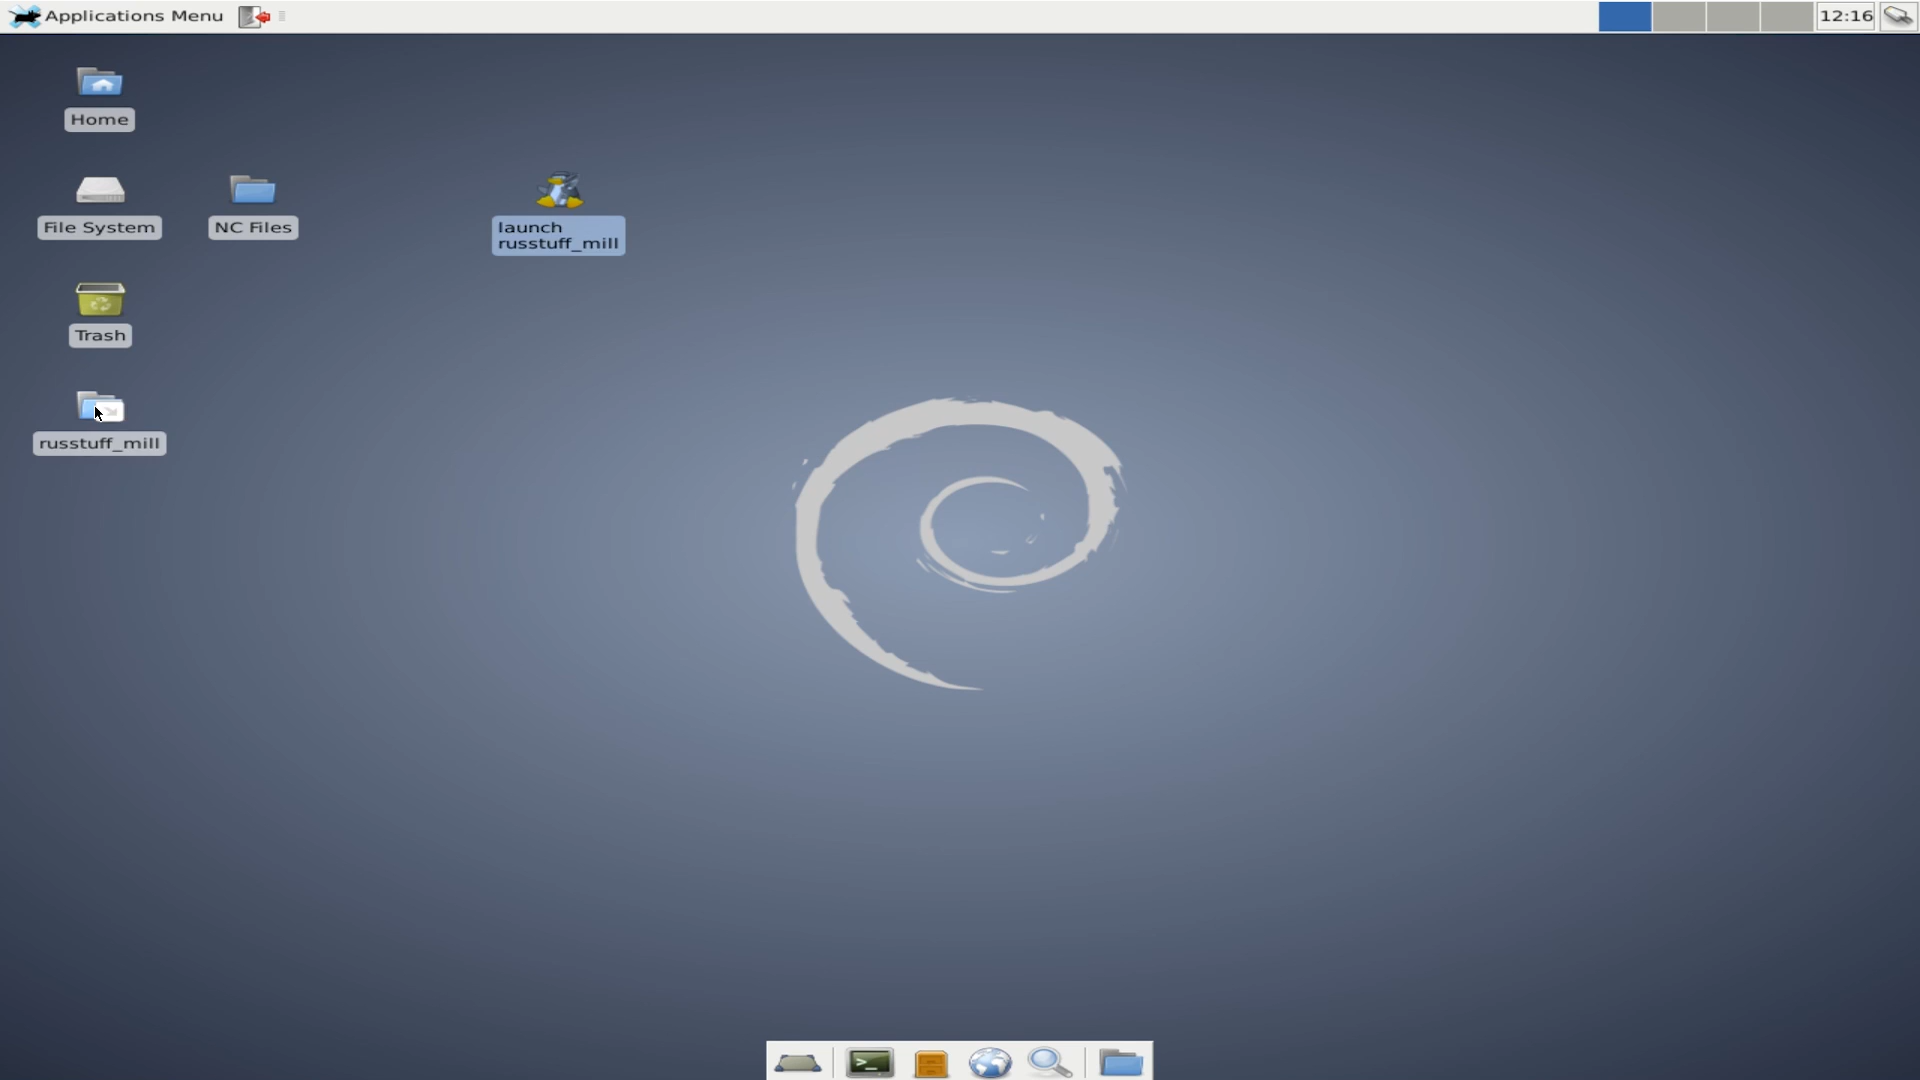 Applications Menu
12:16
Home
File System
NC Files
launch
russtuff_mill
Trash
russtuff_mill